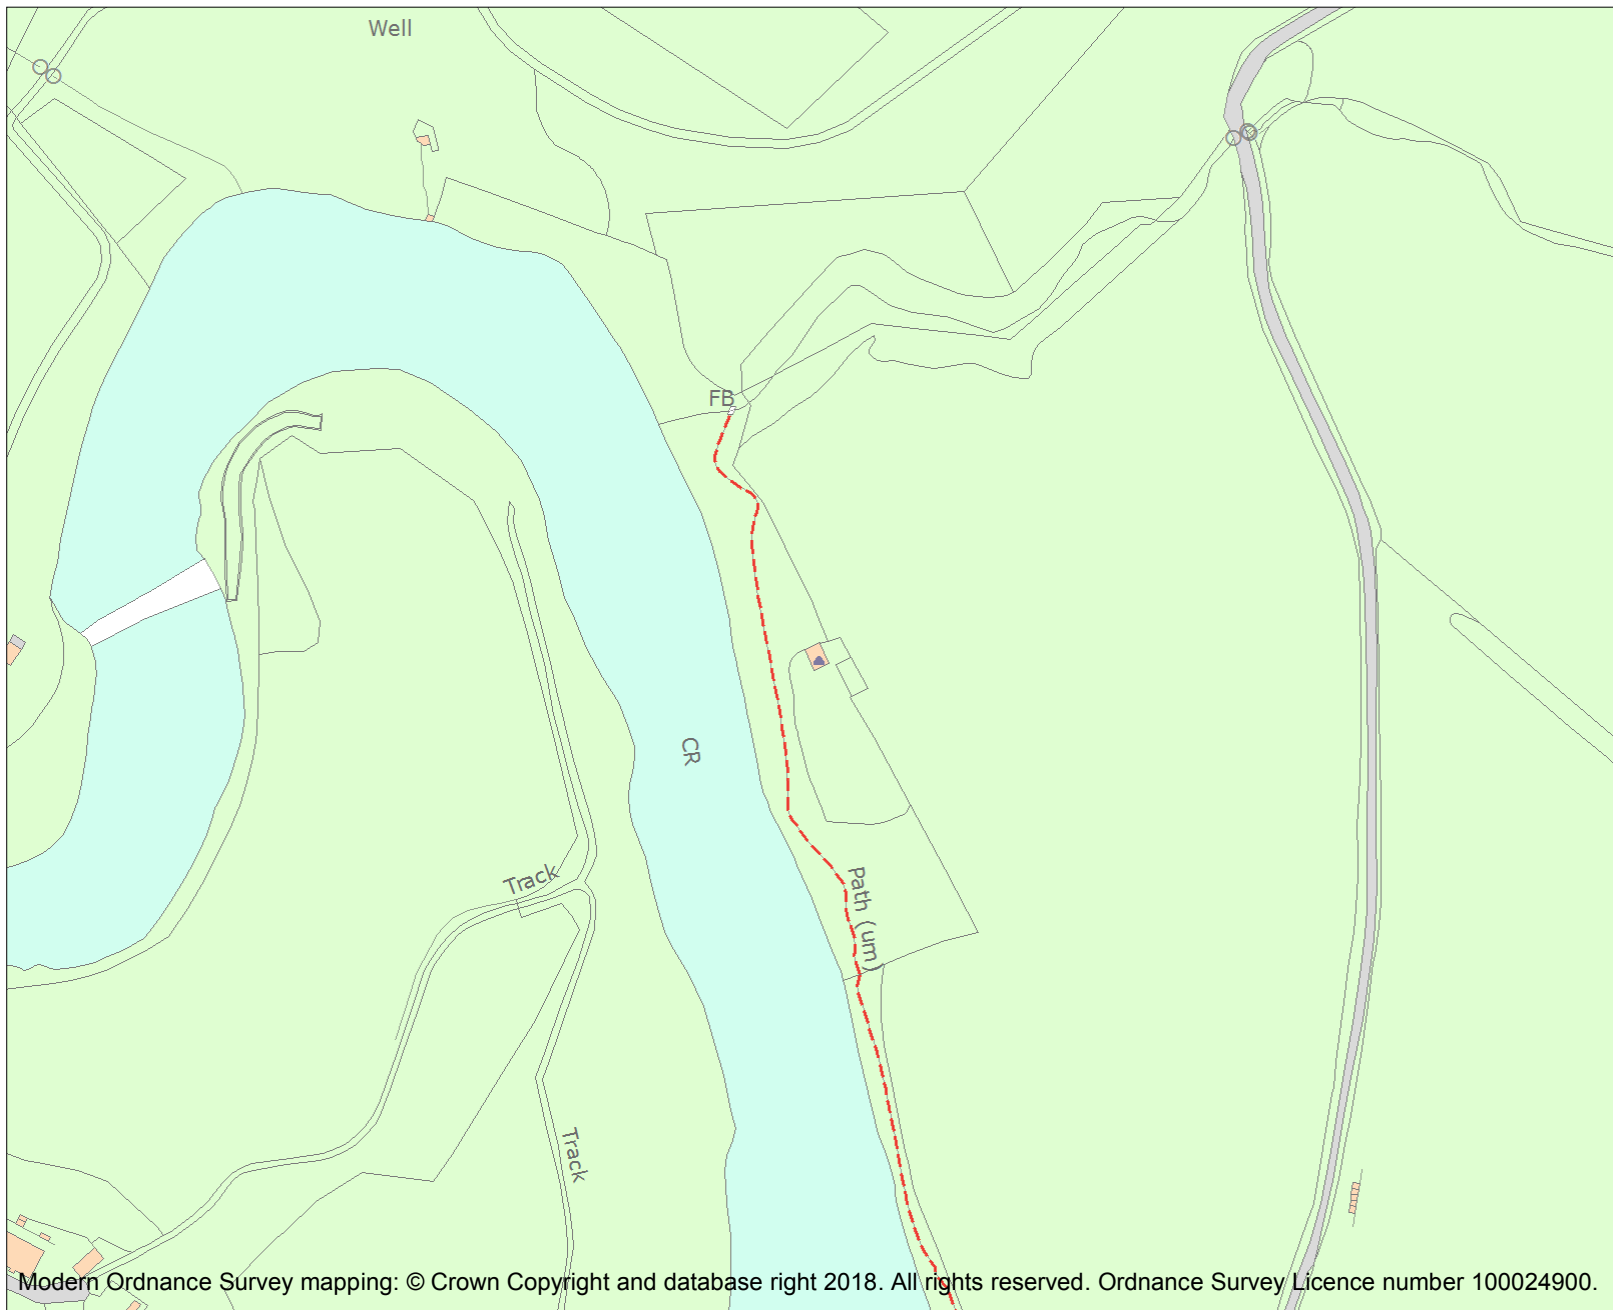 Well
FB
CR
Track
Path (um)
Track
Modern Ordnance Survey mapping: © Crown Copyright and database right 2018. All rights reserved. Ordnance Survey Licence number 100024900.